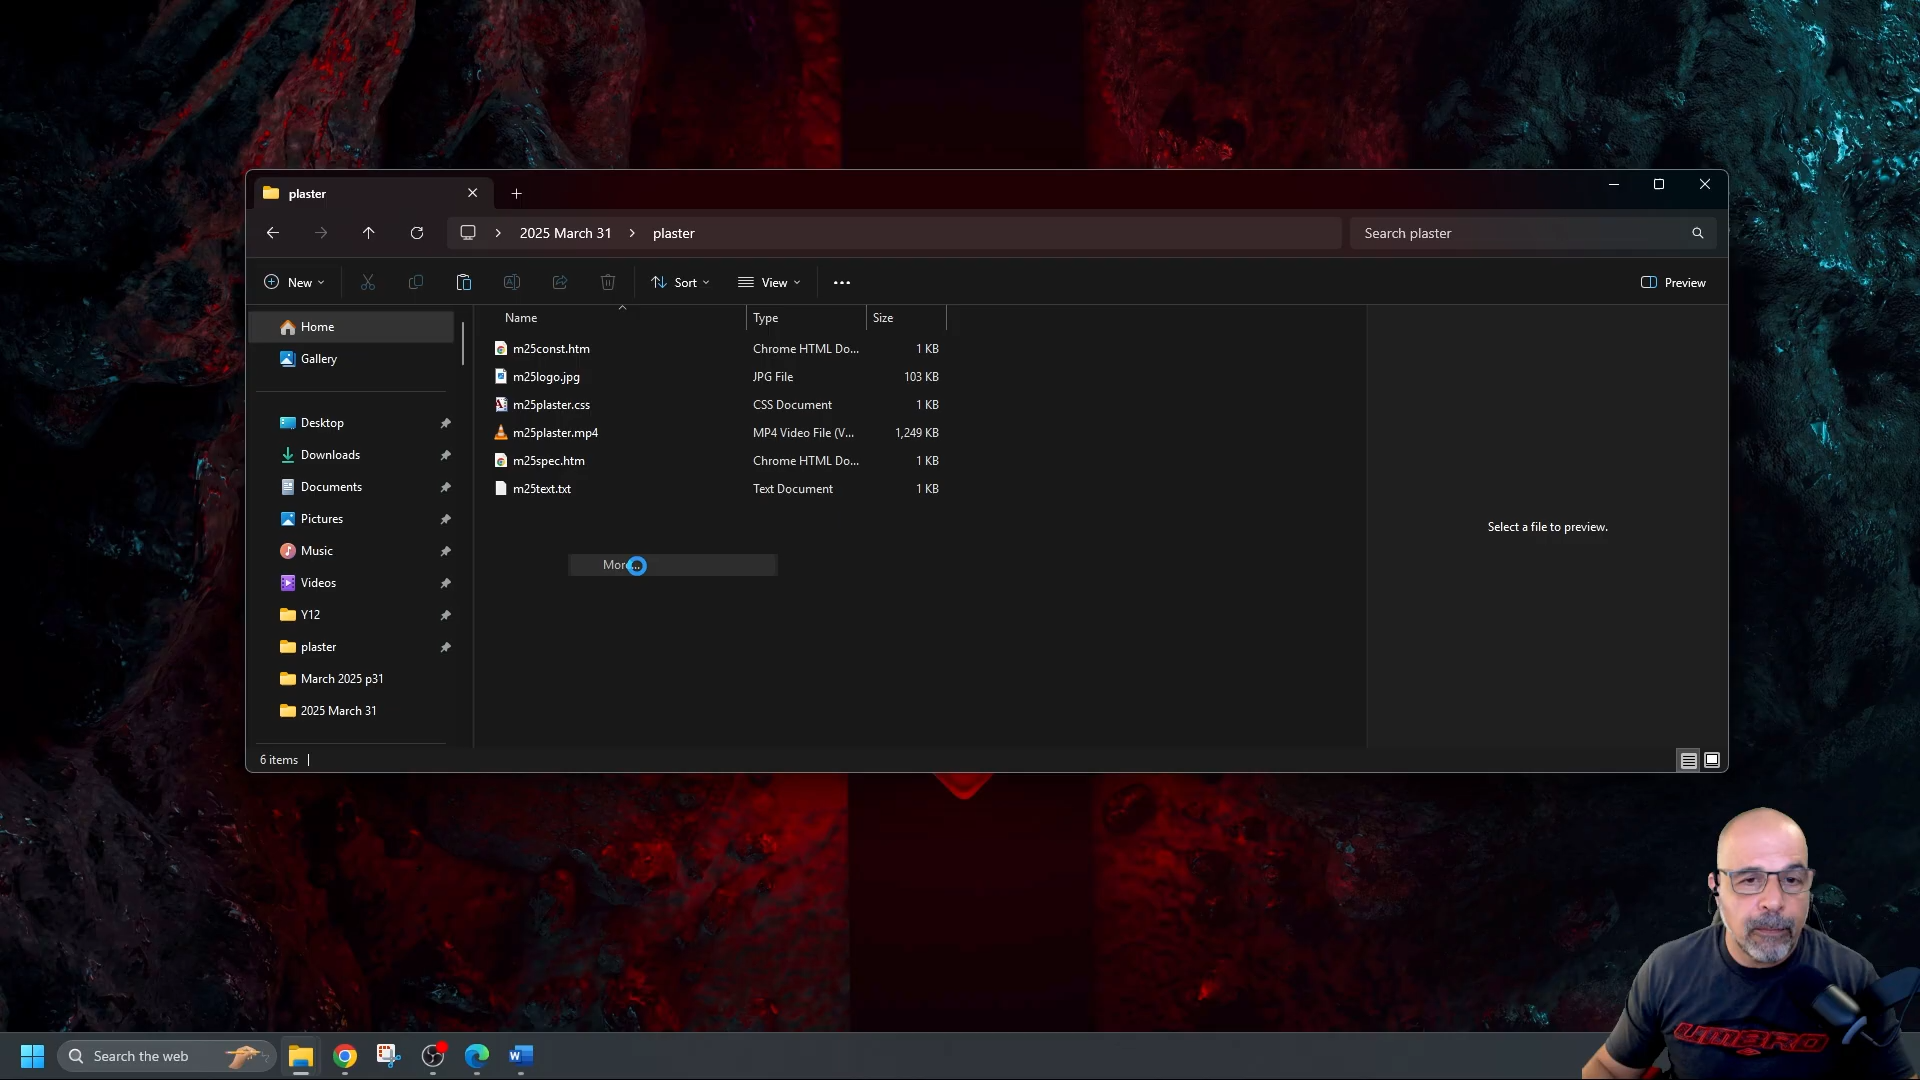 plaster
2025 March 31
plaster
Search plaster
New
Sort
View
Preview
Home
Gallery
Desktop
Downloads
Documents
Pictures
Music
Videos
Y12
plaster
March 2025 p31
2025 March 31
Name Type Size
m25const.htm Chrome HTML Do... 1 KB
m25logo.jpg JPG File 103 KB
m25plaster.css CSS Document 1 KB
m25plaster.mp4 MP4 Video File (V... 1,249 KB
m25spec.htm Chrome HTML Do... 1 KB
m25text.txt Text Document 1 KB
More...
Select a file to preview.
6 items
Search the web
UMBRO